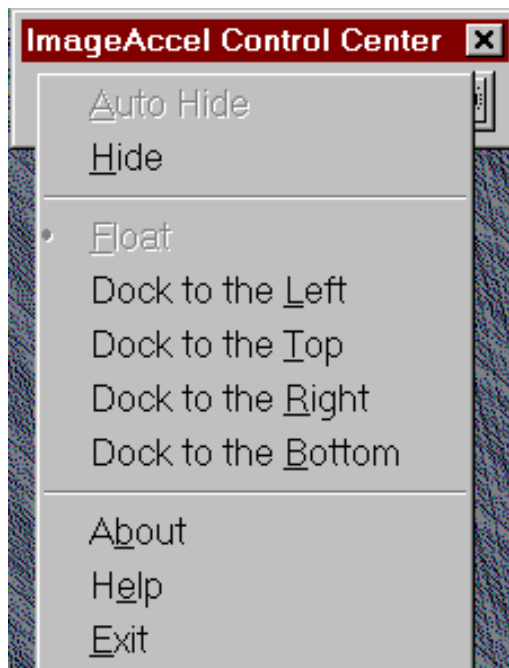 ImageAccel Control Center
Auto Hide
Hide
Float
Dock to the Left
Dock to the Top
Dock to the Right
Dock to the Bottom
About
Help
Exit